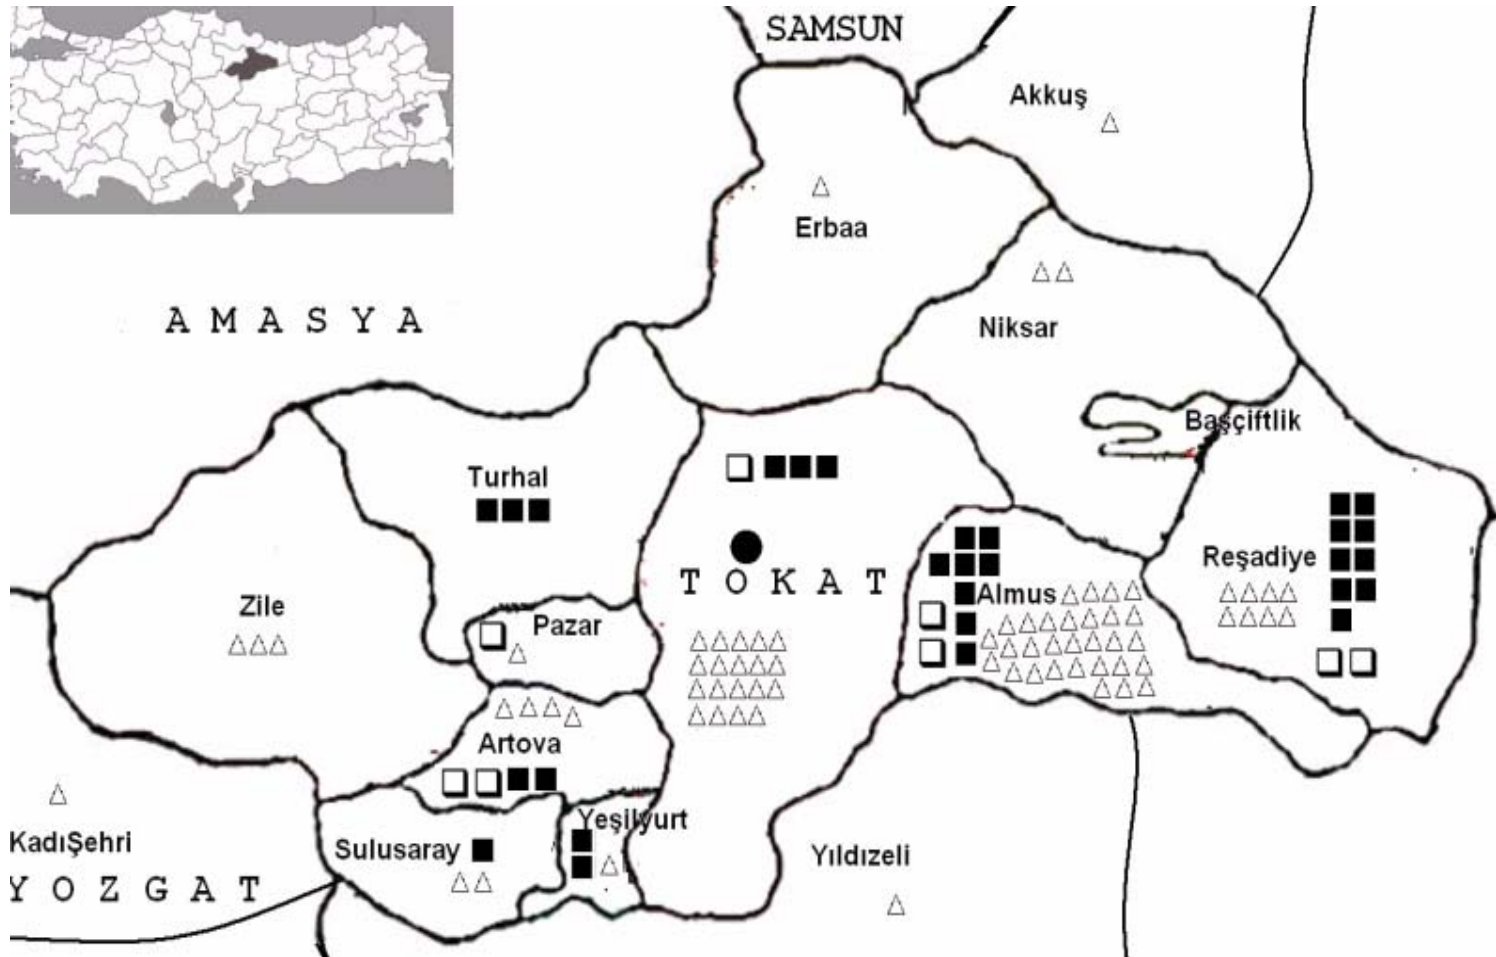 SAMSUN
Akkuş
Erbaa
AMASYA
Niksar
Başçiftlik
Turhal
Reşadiye
TOKAT
Almus
Zile
Pazar
Artova
Yeşilyurt
KadıŞehri
Sulusaray
Yıldızeli
YOZGAT